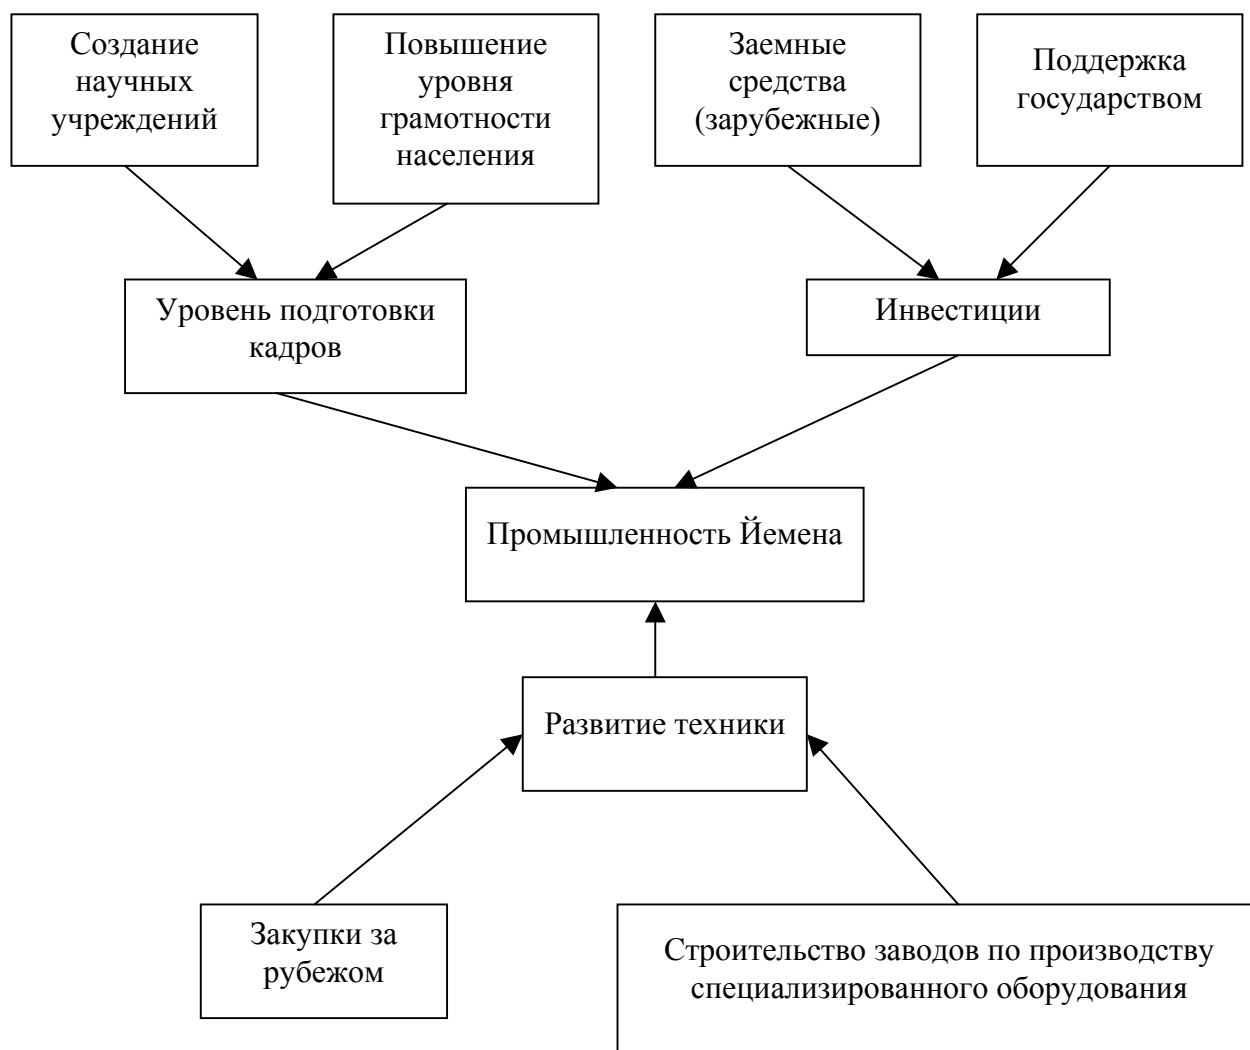 Создание
научных
учреждений
Повышение
уровня
грамотности
населения
Заемные
средства
(зарубежные)
Поддержка
государством
Уровень подготовки
кадров
Инвестиции
Промышленность Йемена
Развитие техники
Закупки за
рубежом
Строительство заводов по производству
специализированного оборудования